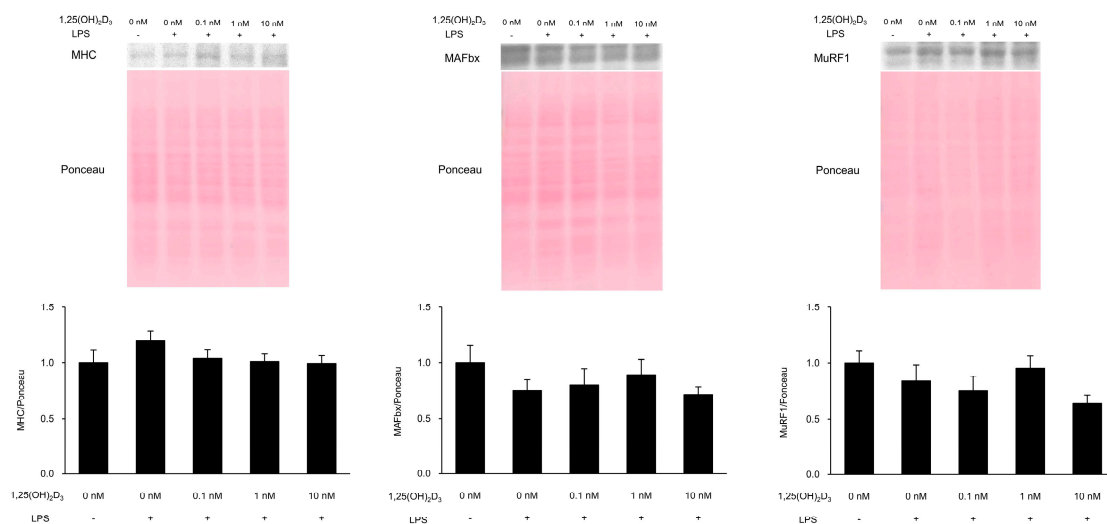 1,25(OH)₂D₃ 0 nM 0 nM 0.1 nM 1 nM 10 nM
LPS - + + + +
MHC
Ponceau
1,25(OH)₂D₃ 0 nM 0 nM 0.1 nM 1 nM 10 nM
LPS - + + + +
MAFbx
Ponceau
1,25(OH)₂D₃ 0 nM 0 nM 0.1 nM 1 nM 10 nM
LPS - + + + +
MuRF1
Ponceau
MHC/Ponceau
1.5
1.0
0.5
0.0
1,25(OH)₂D₃ 0 nM 0 nM 0.1 nM 1 nM 10 nM
LPS - + + + +
MAFbx/Ponceau
1.5
1.0
0.5
0.0
1,25(OH)₂D₃ 0 nM 0 nM 0.1 nM 1 nM 10 nM
LPS - + + + +
MuRF1/Ponceau
1.5
1.0
0.5
0.0
1,25(OH)₂D₃ 0 nM 0 nM 0.1 nM 1 nM 10 nM
LPS - + + + +